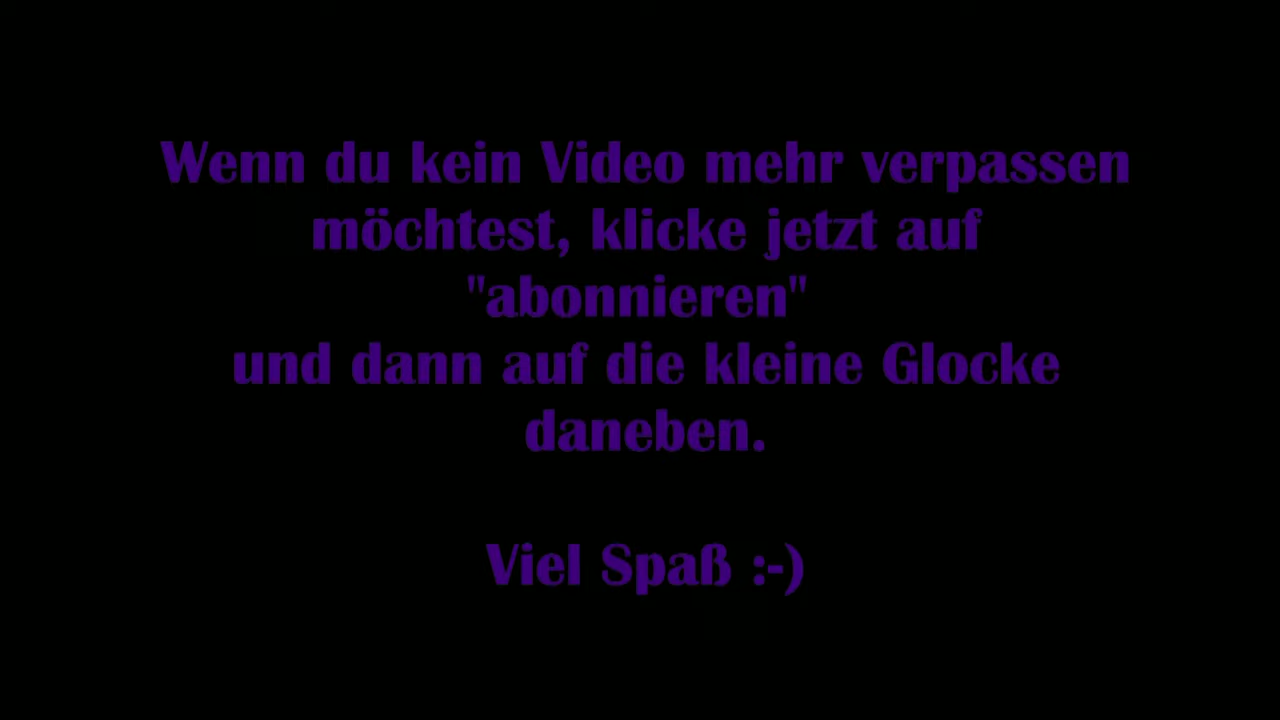 Wenn du kein Video mehr verpassen
möchtest, klicke jetzt auf
"abonnieren"
und dann auf die kleine Glocke
daneben.
Viel Spaß :-)